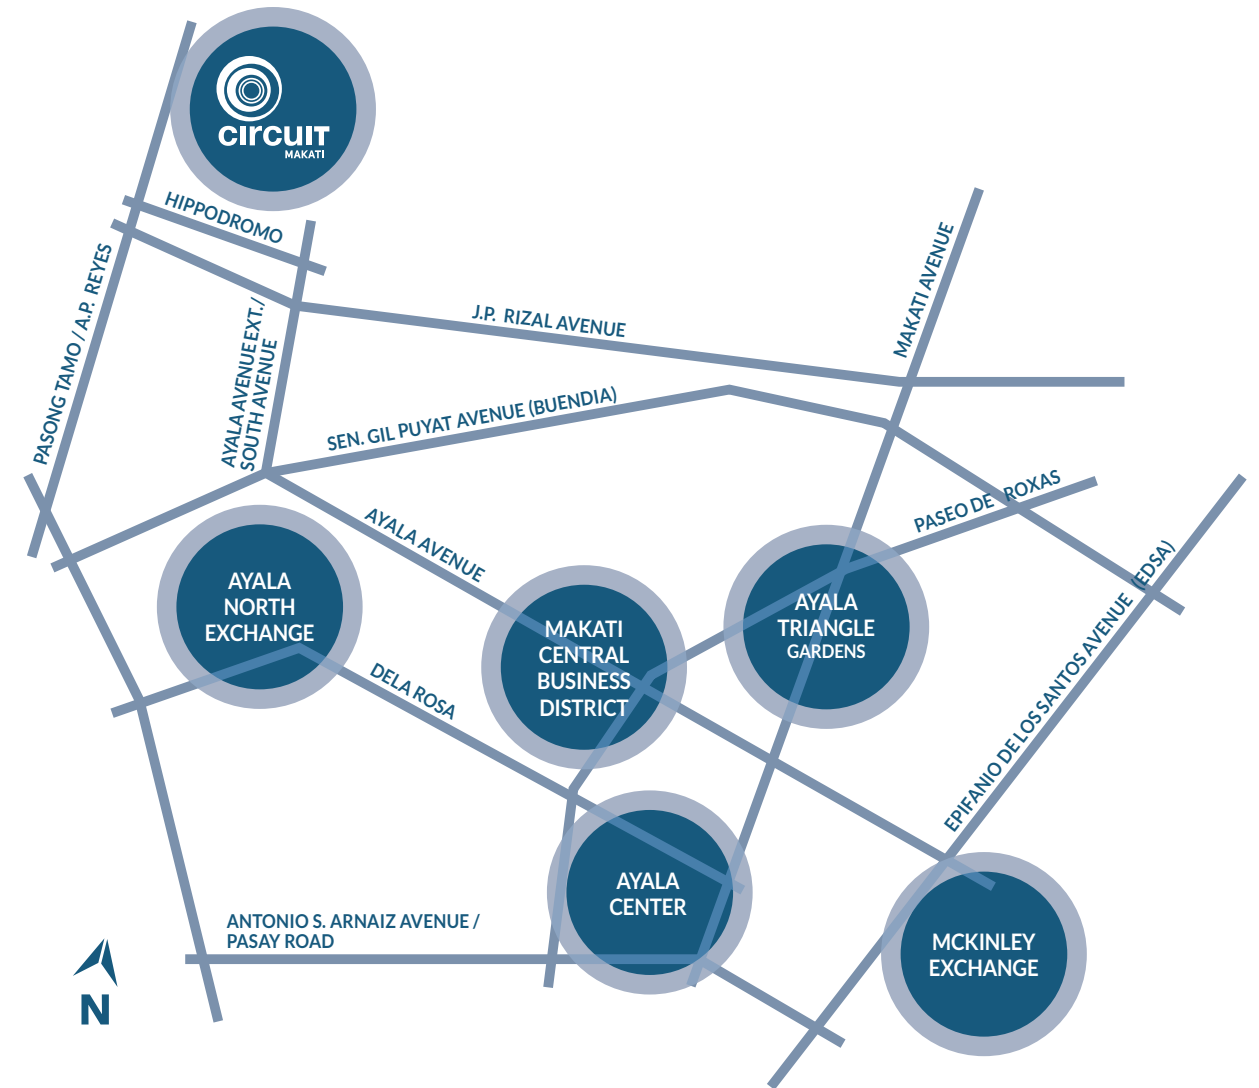 CIRCUIT
MAKATI
HIPPODROMO
PASONG TAMO / A.P. REYES
AYALA AVENUE EXT./
SOUTH AVENUE
J.P. RIZAL AVENUE
MAKATI AVENUE
SEN. GIL PUYAT AVENUE (BUENDIA)
PASEO DE ROXAS
AYALA AVENUE
AYALA
NORTH
EXCHANGE
MAKATI
CENTRAL
BUSINESS
DISTRICT
AYALA
TRIANGLE
GARDENS
EPIFANIO DE LOS SANTOS AVENUE (EDSA)
DELA ROSA
AYALA
CENTER
ANTONIO S. ARNAIZ AVENUE /
PASAY ROAD
MCKINLEY
EXCHANGE
N